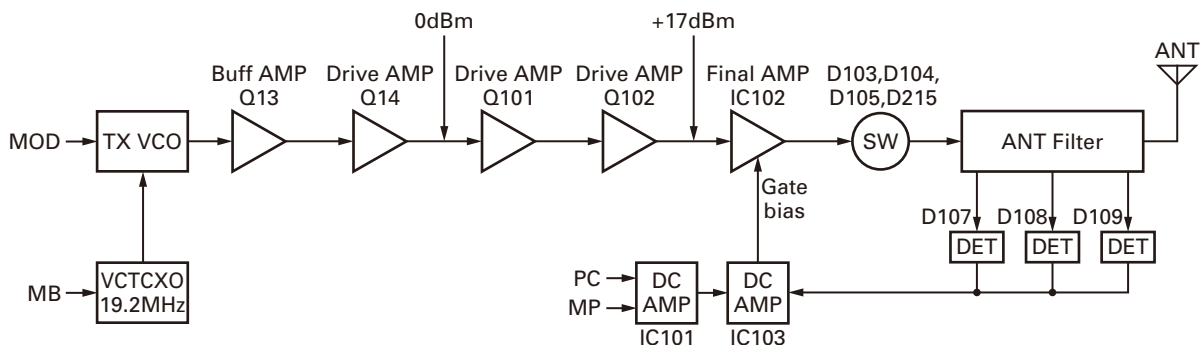 0dBm
+17dBm
ANT
Buff AMP
Q13
Drive AMP
Q14
Drive AMP
Q101
Drive AMP
Q102
Final AMP
IC102
D103,D104,
D105,D215
MOD
TX VCO
SW
ANT Filter
Gate
bias
D107
D108
D109
DET
DET
DET
MB
VCTCXO
19.2MHz
PC
MP
DC
AMP
DC
AMP
IC101
IC103